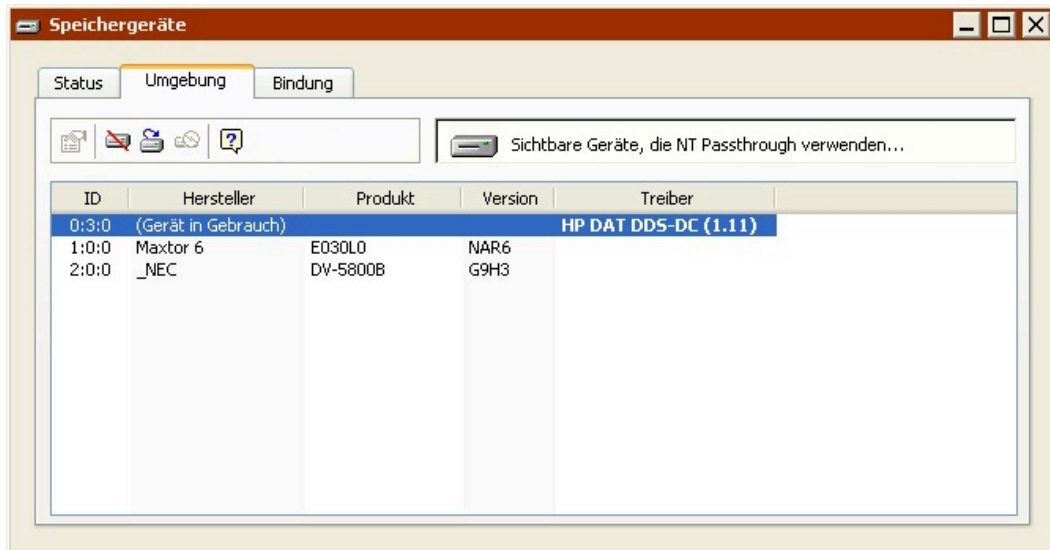 Speichergeräte
Status Umgebung Bindung
Sichtbare Geräte, die NT Passthrough verwenden...
ID Hersteller Produkt Version Treiber
0:3:0 (Gerät in Gebrauch) HP DAT DDS-DC (1.11)
1:0:0 Maxtor 6 E030L0 NAR6
2:0:0 _NEC DV-5800B G9H3